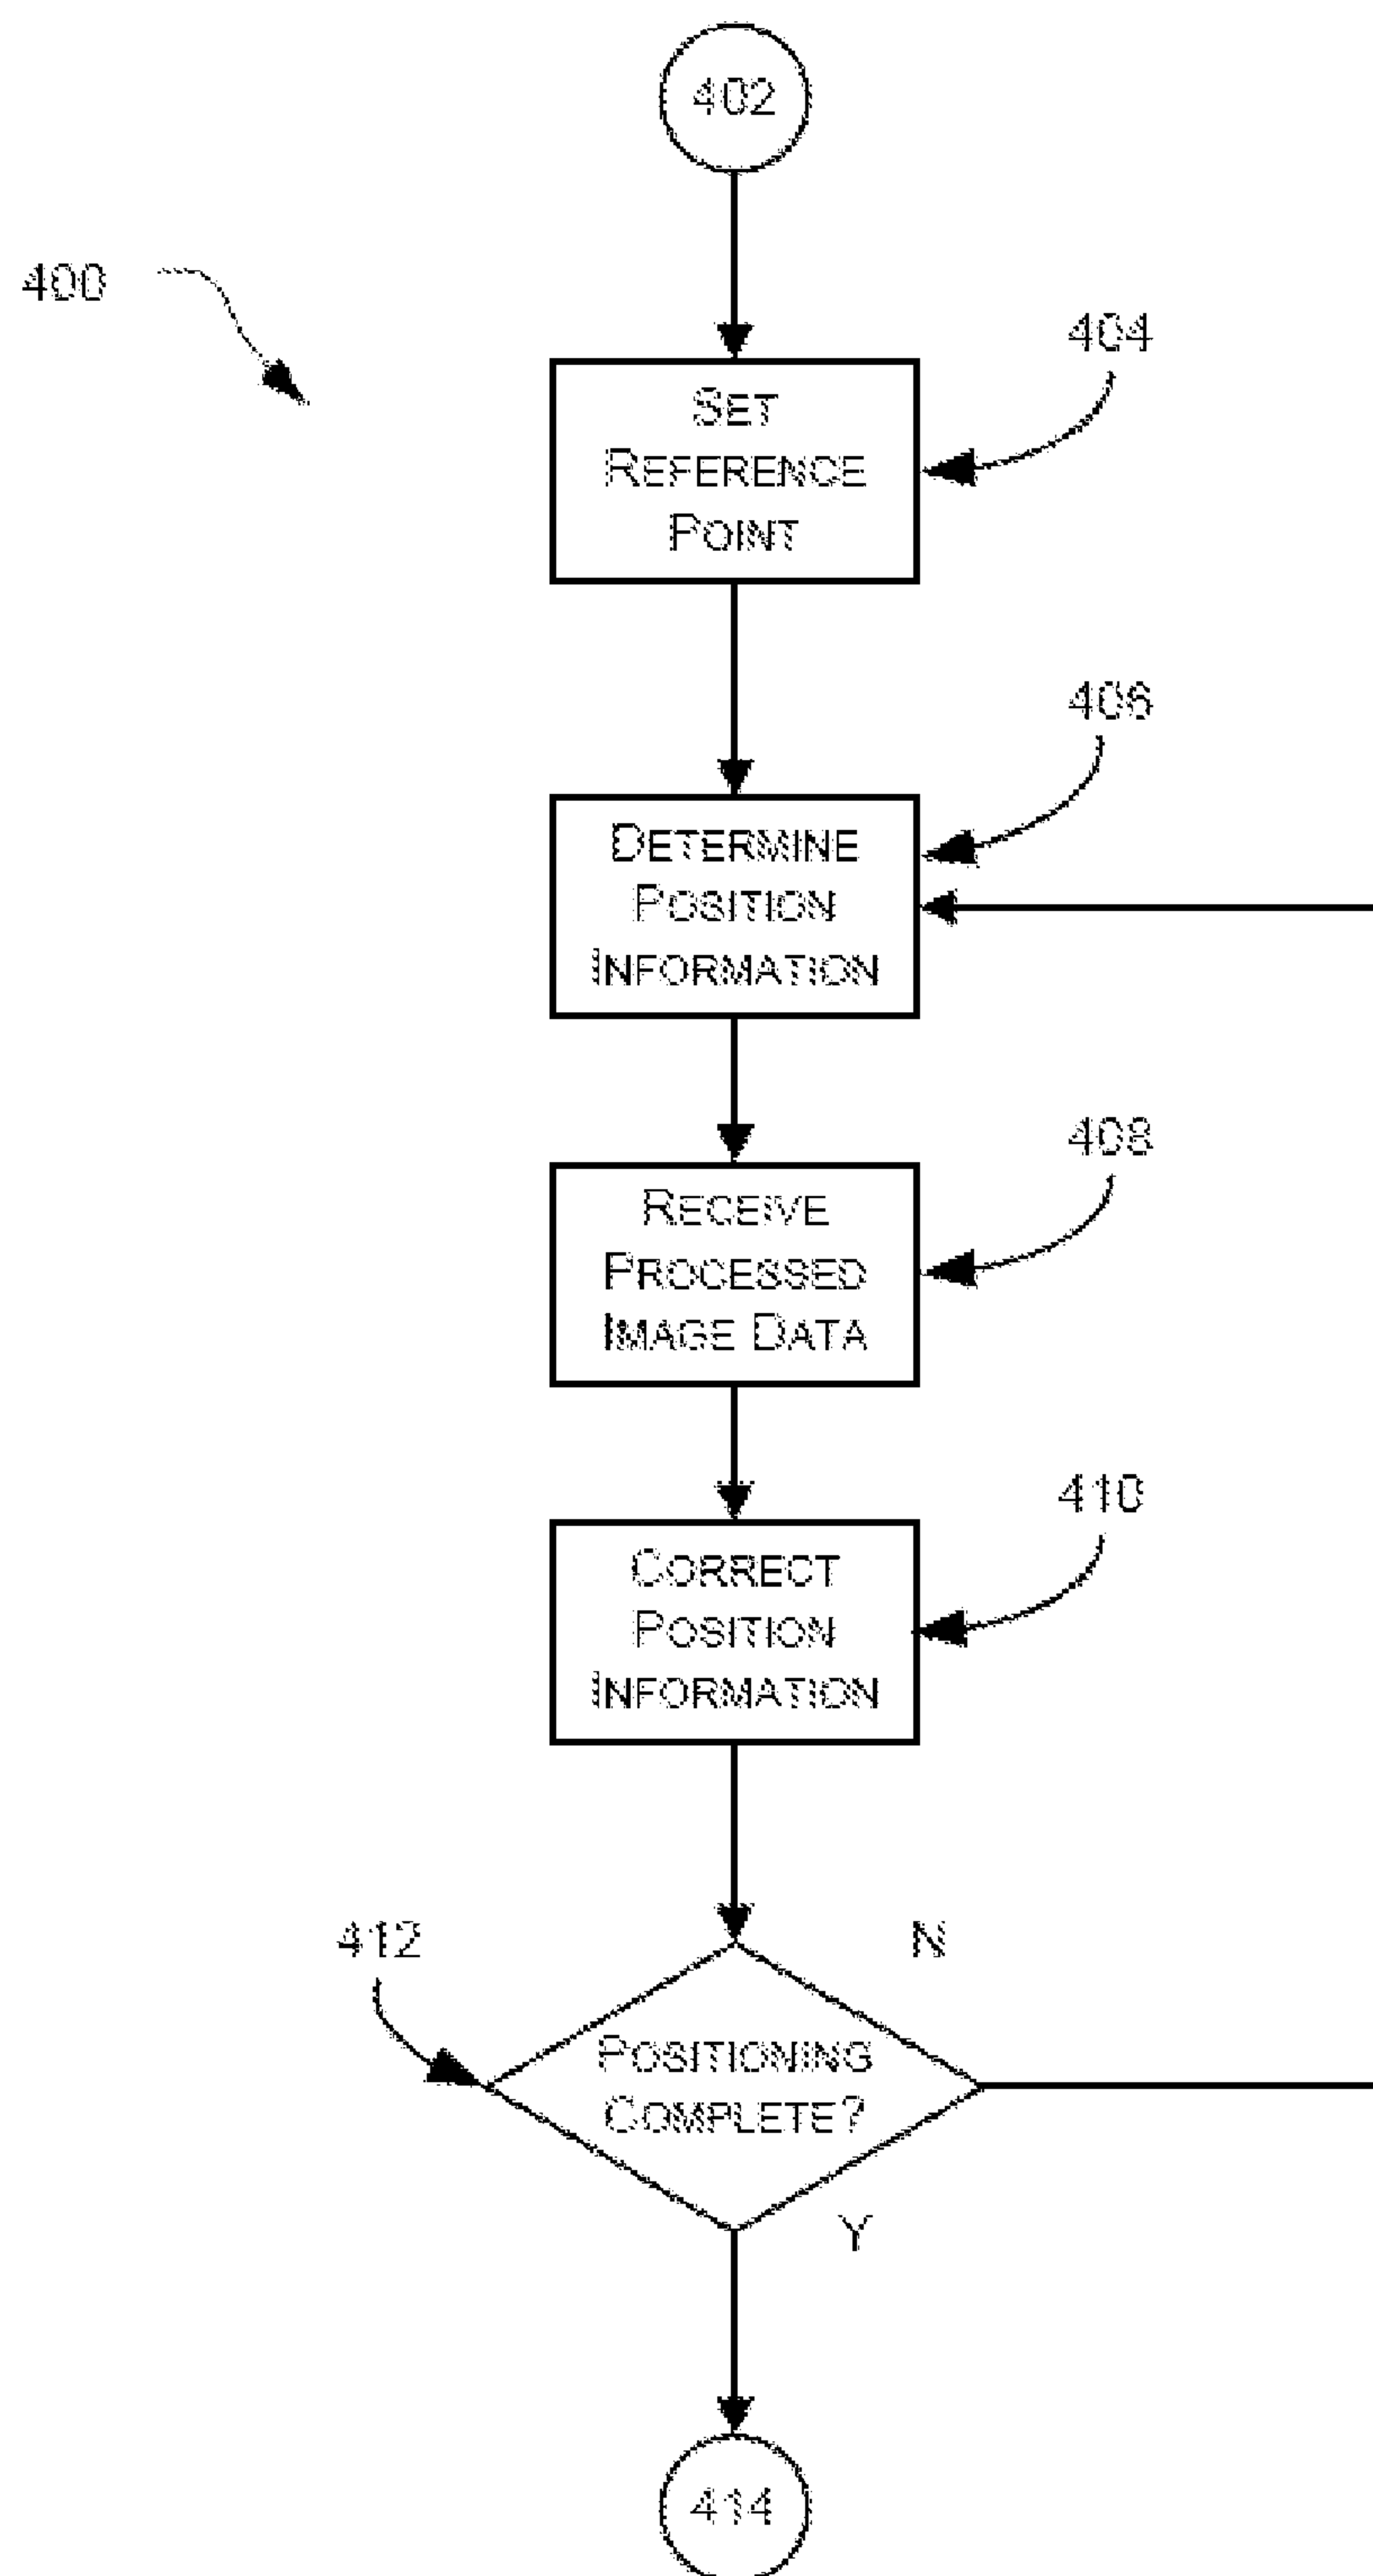 402
400
404
SET
REFERENCE
POINT
406
DETERMINE
POSITION
INFORMATION
408
RECEIVE
PROCESSED
IMAGE DATA
410
CORRECT
POSITION
INFORMATION
412
N
POSITIONING
COMPLETE?
Y
414